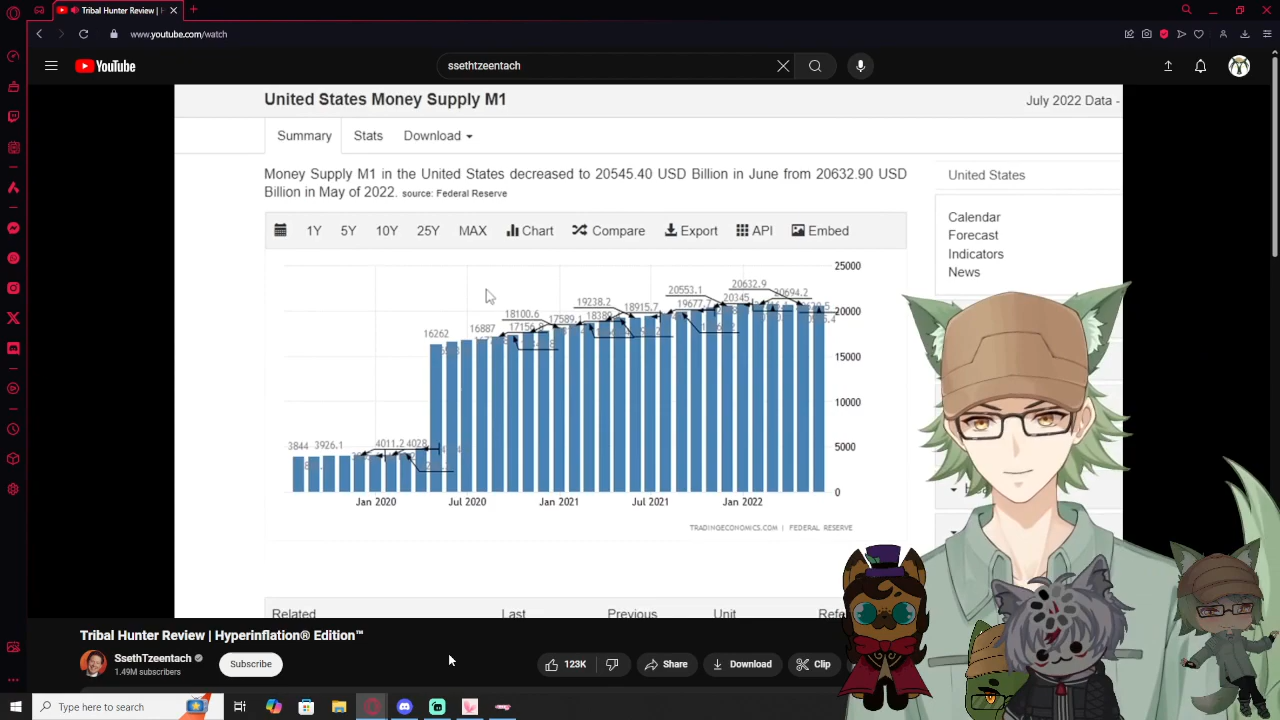 Tribal Hunter Review | H
www.youtube.com/watch
YouTube
ssethtzeentach
United States Money Supply M1
July 2022 Data -
Summary
Stats
Download
Money Supply M1 in the United States decreased to 20545.40 USD Billion in June from 20632.90 USD
Billion in May of 2022. source: Federal Reserve
United States
1Y
5Y
10Y
25Y
MAX
Chart
Compare
Export
API
Embed
Calendar
Forecast
Indicators
News
25000
20000
15000
10000
5000
0
3844
3926.1
4011.2
4028
16262
16887
18100.6
17589.1
19238.2
18915.7
20553.1
19677.7
20632.9
20345
20694.2
Jan 2020
Jul 2020
Jan 2021
Jul 2021
Jan 2022
TRADINGECONOMICS.COM | FEDERAL RESERVE
Related
Last
Previous
Unit
Refe
Tribal Hunter Review | Hyperinflation® Edition™
SsethTzeentach
1.49M subscribers
Subscribe
123K
Share
Download
Clip
Type here to search